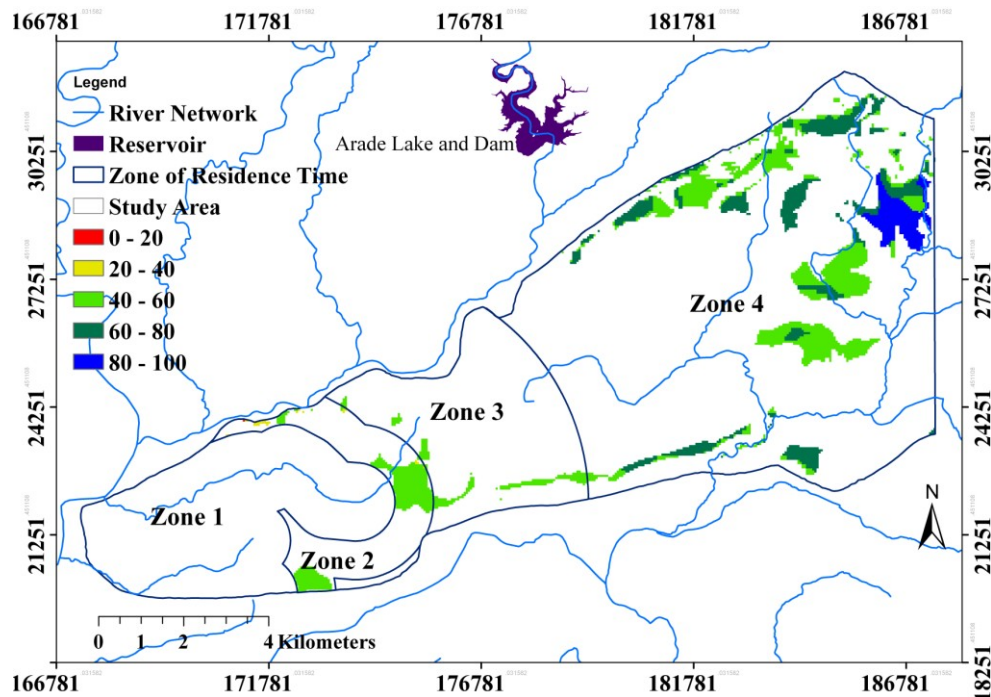 166781 171781 176781 181781 186781
Legend
River Network
Reservoir
Zone of Residence Time
Study Area
0 - 20
20 - 40
40 - 60
60 - 80
80 - 100
Arade Lake and Dam
30251
27251
24251
21251
30251
27251
24251
21251
18251
Zone 4
Zone 3
Zone 1
Zone 2
N
0 1 2 4 Kilometers
166781 171781 176781 181781 186781